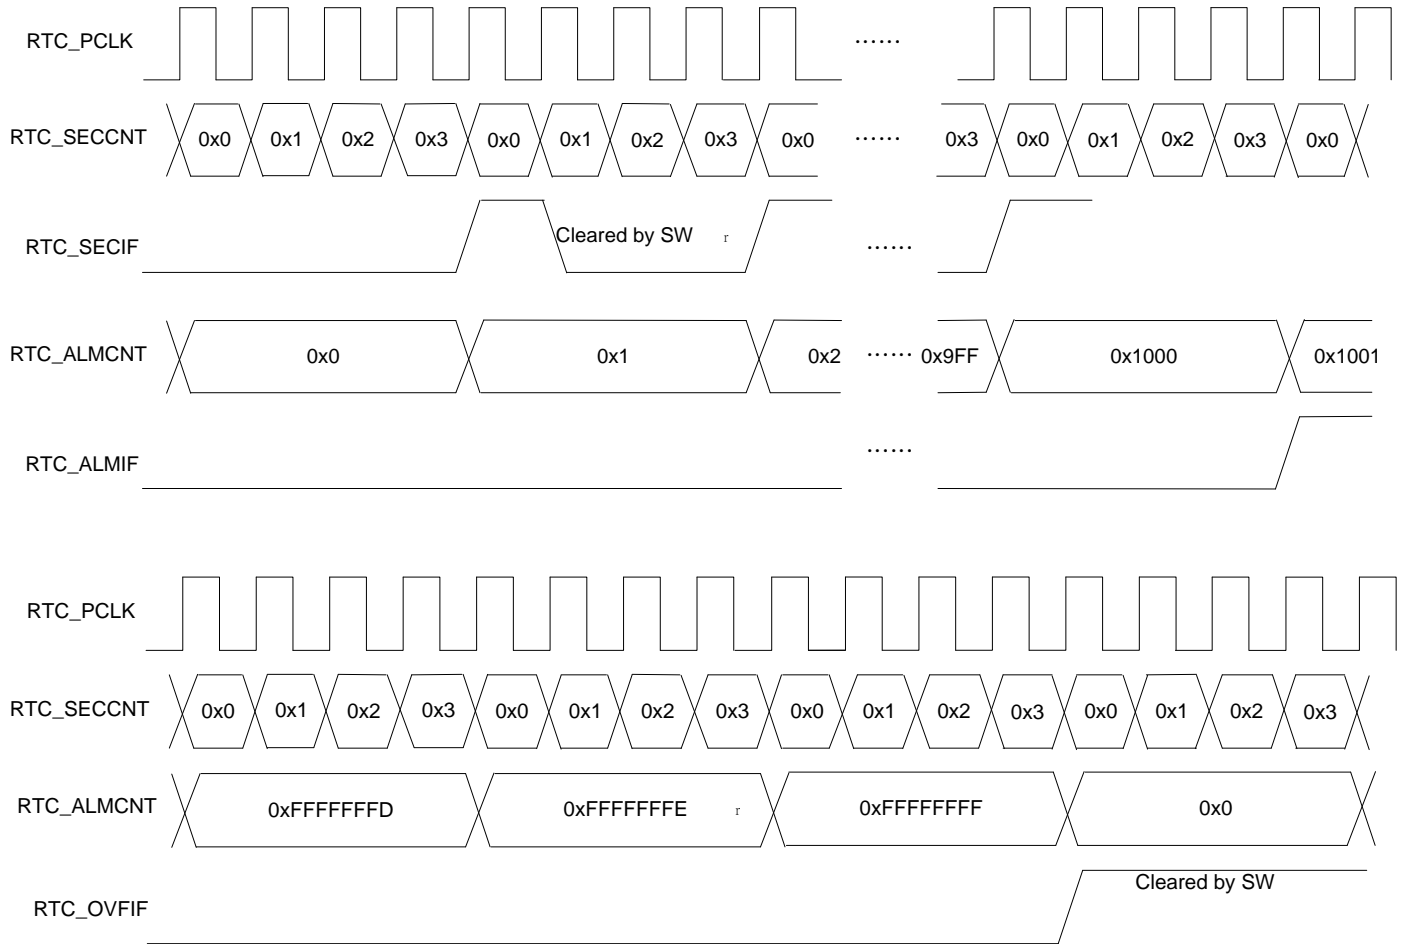 RTC_PCLK ······
RTC_SECCNT 0x0 0x1 0x2 0x3 0x0 0x1 0x2 0x3 0x0 ······ 0x3 0x0 0x1 0x2 0x3 0x0
RTC_SECIF Cleared by SW r ······
RTC_ALMCNT 0x0 0x1 0x2 ······ 0x9FF 0x1000 0x1001
RTC_ALMIF ······
RTC_PCLK
RTC_SECCNT 0x0 0x1 0x2 0x3 0x0 0x1 0x2 0x3 0x0 0x1 0x2 0x3 0x0 0x1 0x2 0x3
RTC_ALMCNT 0xFFFFFFFD 0xFFFFFFFE r 0xFFFFFFFF 0x0
Cleared by SW
RTC_OVFIF